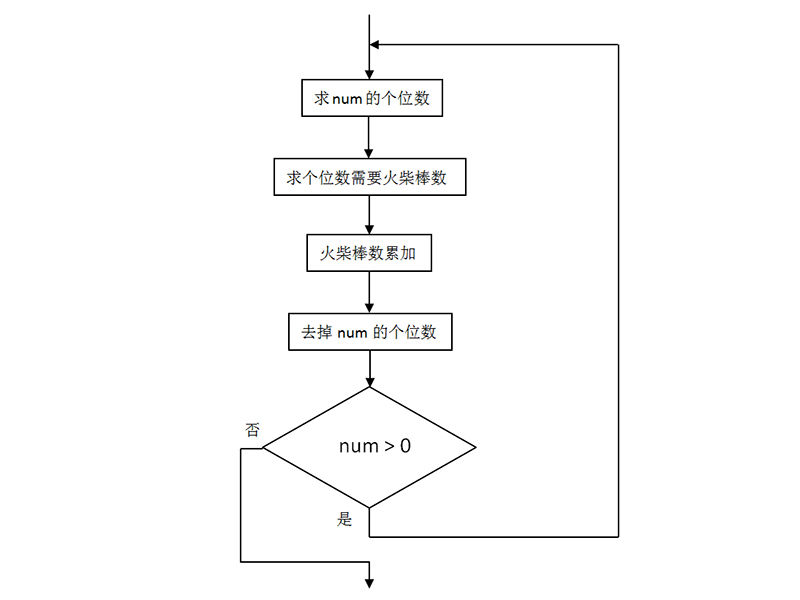 求num的个位数
求个位数需要火柴棒数
火柴棒数累加
去掉 num 的个位数
否
num > 0
是